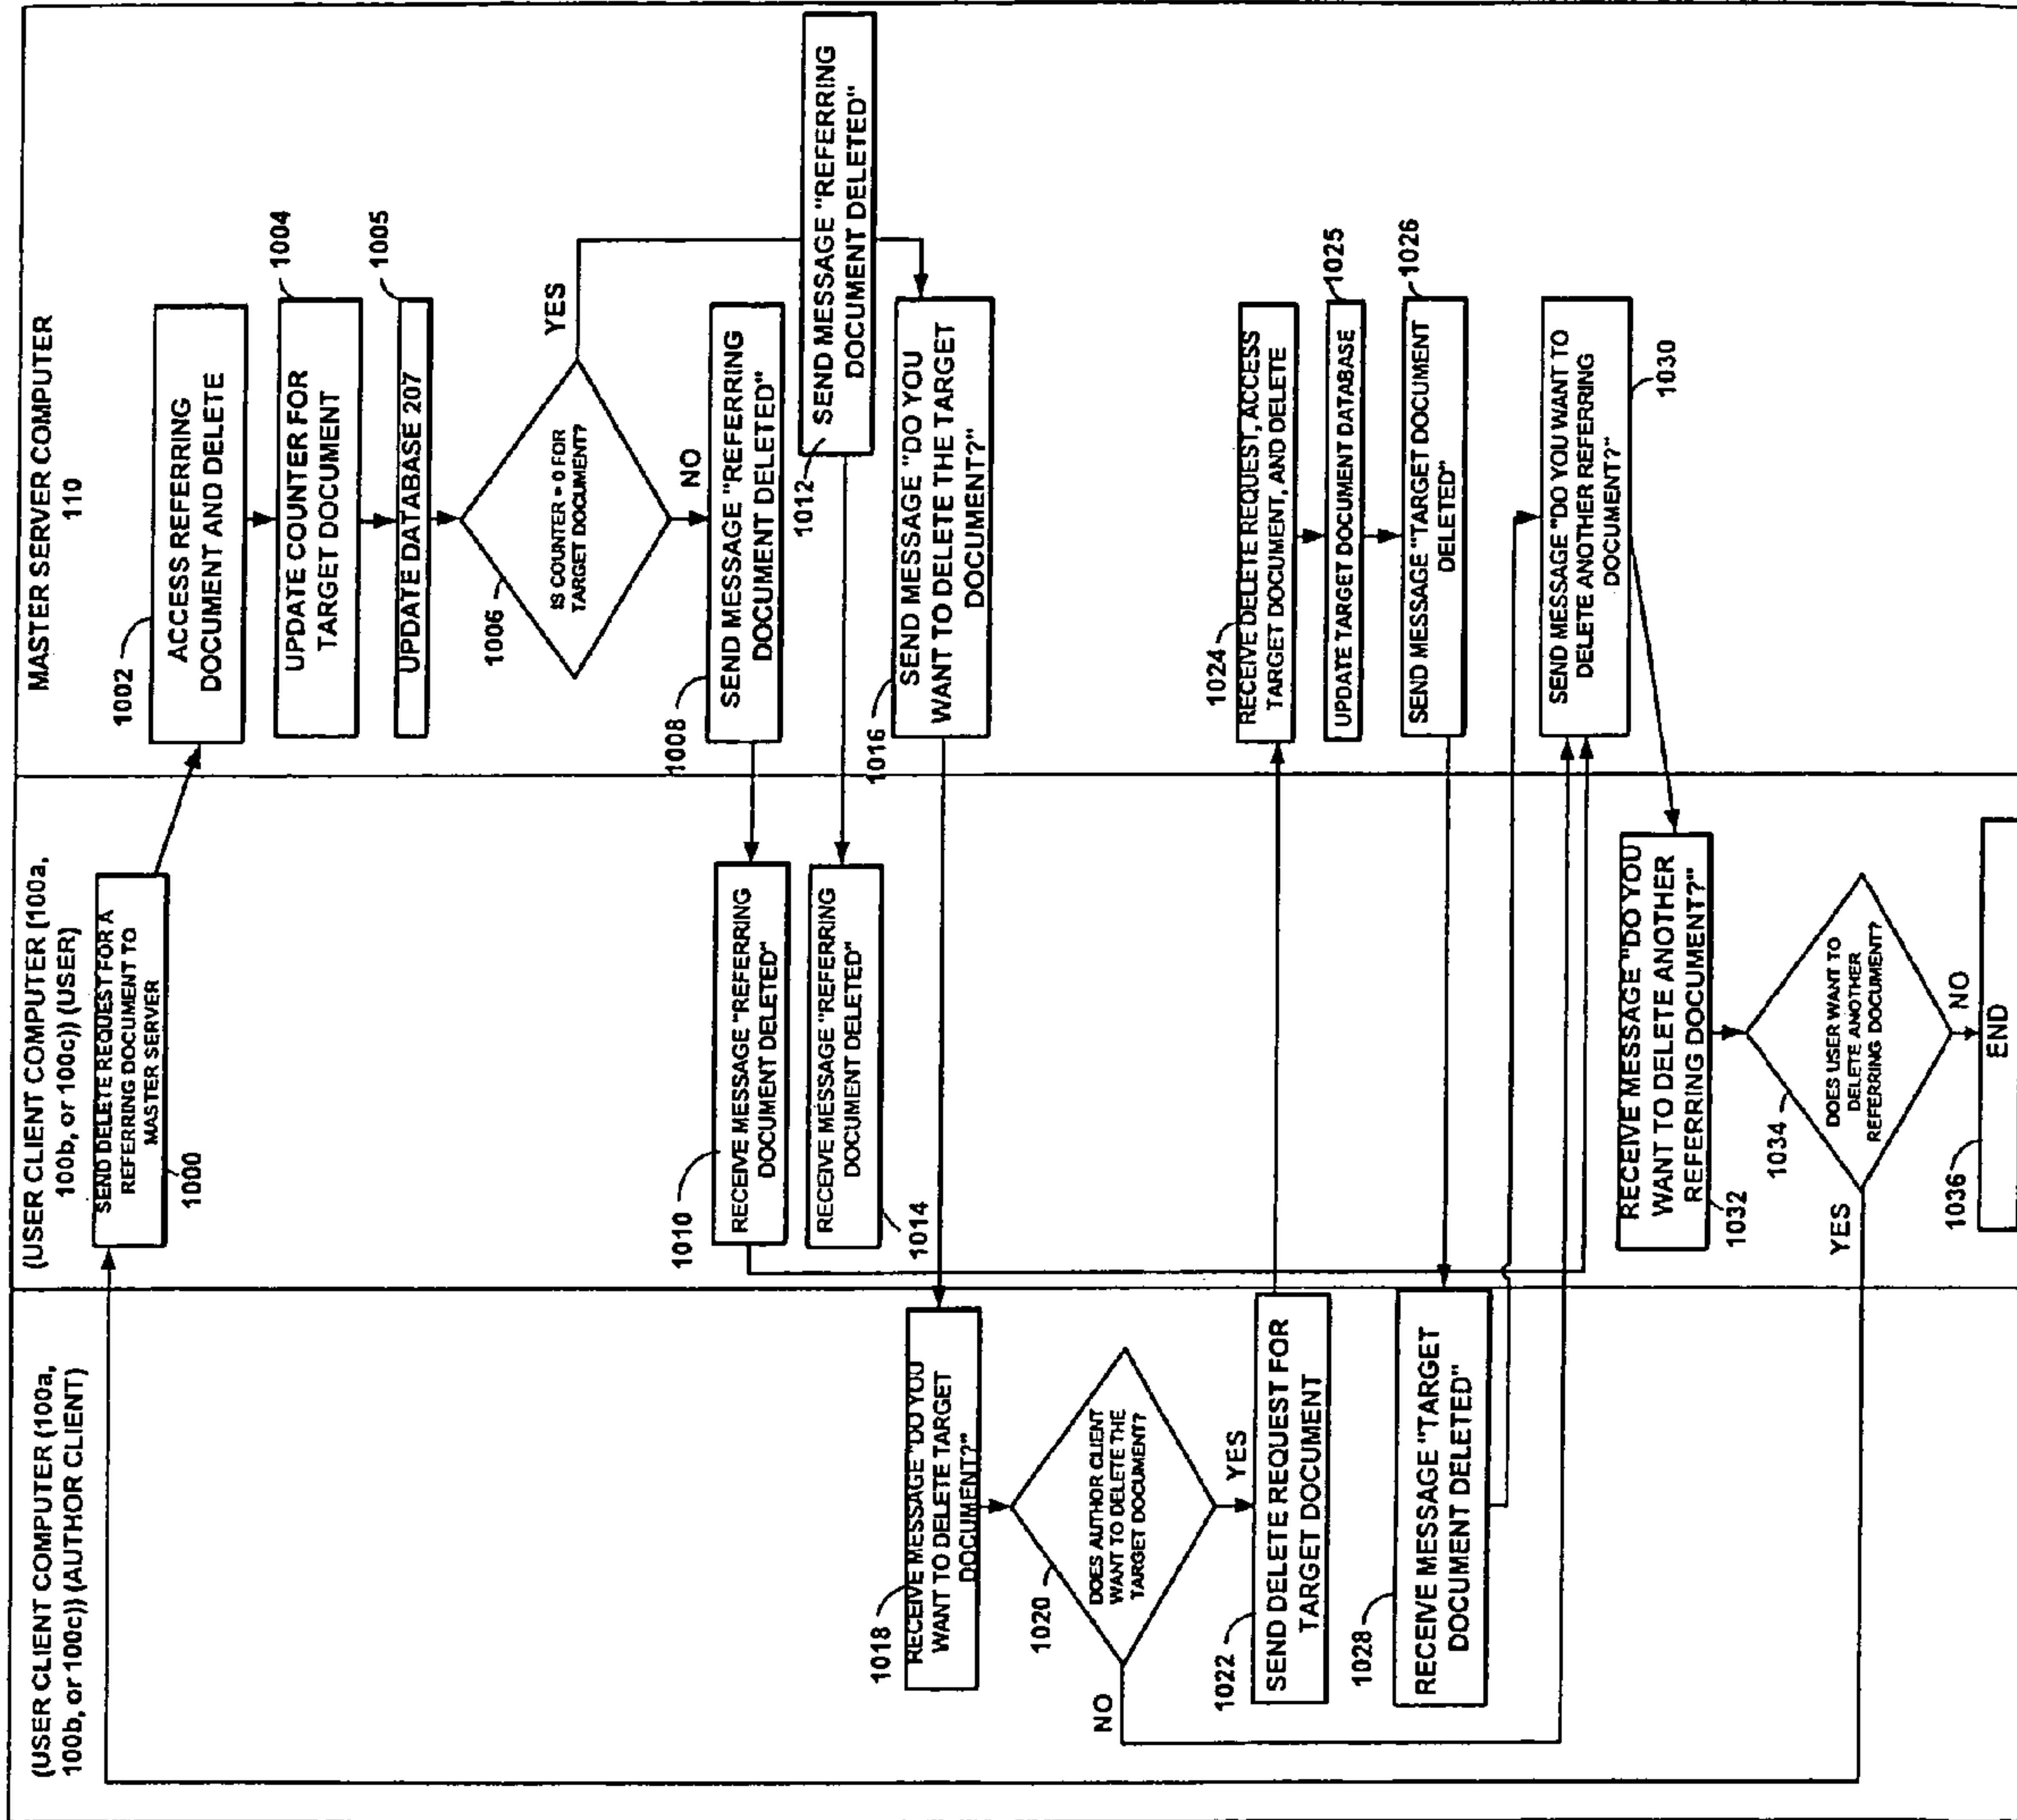 (USER CLIENT COMPUTER (100a,
100b, or 100c)) (AUTHOR CLIENT)
(USER CLIENT COMPUTER (100a,
100b, or 100c)) (USER)
MASTER SERVER COMPUTER
110
SEND DELETE REQUEST FOR A
REFERRING DOCUMENT TO
MASTER SERVER
1000
1002
ACCESS REFERRING
DOCUMENT AND DELETE
UPDATE COUNTER FOR
TARGET DOCUMENT
1004
UPDATE DATABASE 207
1005
1006
IS COUNTER = 0 FOR
TARGET DOCUMENT?
YES
NO
1008
SEND MESSAGE "REFERRING
DOCUMENT DELETED"
1010
RECEIVE MESSAGE "REFERRING
DOCUMENT DELETED"
1012
SEND MESSAGE "REFERRING
DOCUMENT DELETED"
RECEIVE MESSAGE "REFERRING
DOCUMENT DELETED"
1014
1016
SEND MESSAGE "DO YOU
WANT TO DELETE THE TARGET
DOCUMENT?"
1018
RECEIVE MESSAGE "DO YOU
WANT TO DELETE TARGET
DOCUMENT?"
1020
DOES AUTHOR CLIENT
WANT TO DELETE THE
TARGET DOCUMENT?
NO
YES
1022
SEND DELETE REQUEST FOR
TARGET DOCUMENT
1024
RECEIVE DELETE REQUEST, ACCESS
TARGET DOCUMENT, AND DELETE
UPDATE TARGET DOCUMENT DATABASE
1025
SEND MESSAGE "TARGET DOCUMENT
DELETED"
1026
1028
RECEIVE MESSAGE "TARGET
DOCUMENT DELETED"
SEND MESSAGE "DO YOU WANT TO
DELETE ANOTHER REFERRING
DOCUMENT?"
1030
RECEIVE MESSAGE "DO YOU
WANT TO DELETE ANOTHER
REFERRING DOCUMENT?"
1032
1034
DOES USER WANT TO
DELETE ANOTHER
REFERRING DOCUMENT?
YES
NO
1036
END